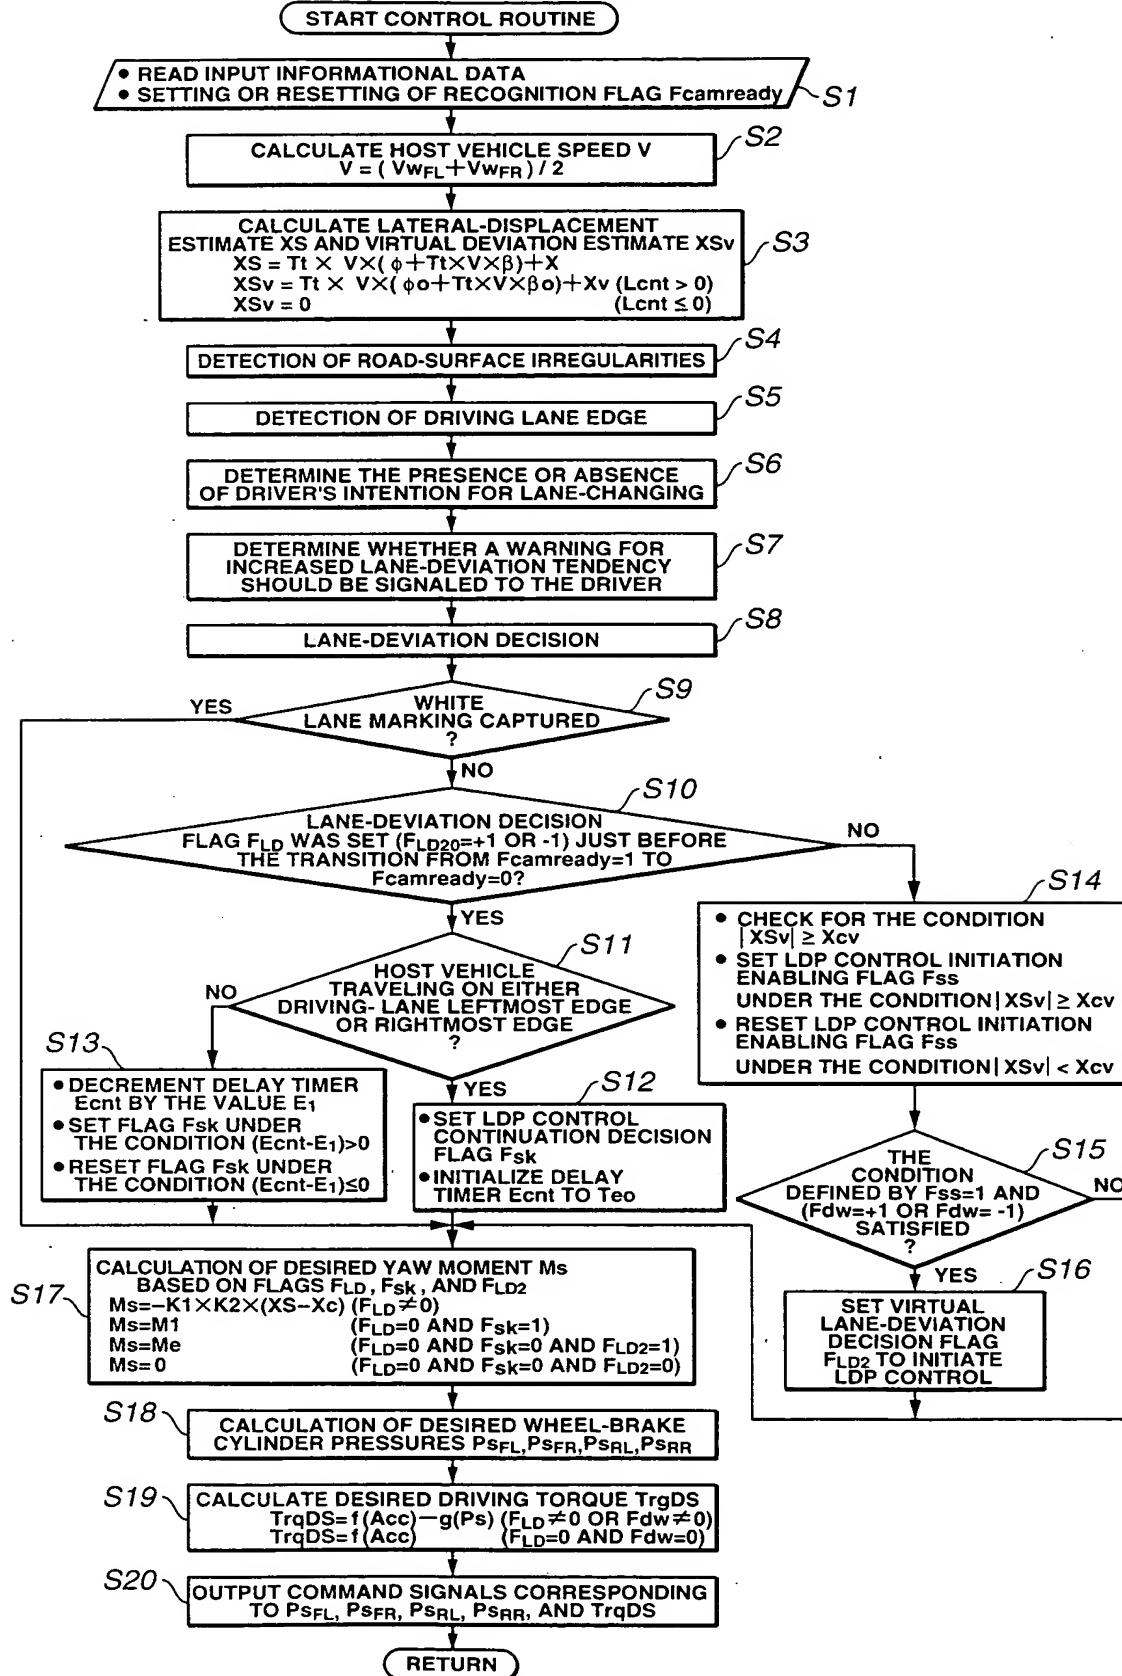 START CONTROL ROUTINE
• READ INPUT INFORMATIONAL DATA
• SETTING OR RESETTING OF RECOGNITION FLAG Fcamready
S1
S2
CALCULATE HOST VEHICLE SPEED V
V = ( VwFL+VwFR ) / 2
S3
CALCULATE LATERAL-DISPLACEMENT
ESTIMATE XS AND VIRTUAL DEVIATION ESTIMATE XSv
XS = Tt × V×( ϕ+Tt×V×β)+X
XSv = Tt × V×( ϕo+Tt×V×βo)+Xv (Lcnt > 0)
XSv = 0 (Lcnt ≤ 0)
S4
DETECTION OF ROAD-SURFACE IRREGULARITIES
S5
DETECTION OF DRIVING LANE EDGE
S6
DETERMINE THE PRESENCE OR ABSENCE
OF DRIVER'S INTENTION FOR LANE-CHANGING
S7
DETERMINE WHETHER A WARNING FOR
INCREASED LANE-DEVIATION TENDENCY
SHOULD BE SIGNALED TO THE DRIVER
S8
LANE-DEVIATION DECISION
S9
YES
WHITE
LANE MARKING CAPTURED
?
NO
S10
LANE-DEVIATION DECISION
FLAG FLD WAS SET (FLD20=+1 OR -1) JUST BEFORE
THE TRANSITION FROM Fcamready=1 TO
Fcamready=0?
NO
YES
S11
HOST VEHICLE
TRAVELING ON EITHER
DRIVING- LANE LEFTMOST EDGE
OR RIGHTMOST EDGE
?
NO
YES
S14
• CHECK FOR THE CONDITION
|XSv| ≥ Xcv
• SET LDP CONTROL INITIATION
ENABLING FLAG Fss
UNDER THE CONDITION |XSv| ≥ Xcv
• RESET LDP CONTROL INITIATION
ENABLING FLAG Fss
UNDER THE CONDITION |XSv| < Xcv
S13
• DECREMENT DELAY TIMER
Ecnt BY THE VALUE E1
• SET FLAG Fsk UNDER
THE CONDITION (Ecnt-E1)>0
• RESET FLAG Fsk UNDER
THE CONDITION (Ecnt-E1)≤0
S12
• SET LDP CONTROL
CONTINUATION DECISION
FLAG Fsk
• INITIALIZE DELAY
TIMER Ecnt TO Teo
S15
THE
CONDITION
DEFINED BY Fss=1 AND
(Fdw=+1 OR Fdw= -1)
SATISFIED
?
NO
YES
S16
SET VIRTUAL
LANE-DEVIATION
DECISION FLAG
FLD2 TO INITIATE
LDP CONTROL
S17
CALCULATION OF DESIRED YAW MOMENT Ms
BASED ON FLAGS FLD, Fsk, AND FLD2
Ms=−K1×K2×(XS−Xc) (FLD≠0)
Ms=M1 (FLD=0 AND Fsk=1)
Ms=Me (FLD=0 AND Fsk=0 AND FLD2=1)
Ms=0 (FLD=0 AND Fsk=0 AND FLD2=0)
S18
CALCULATION OF DESIRED WHEEL-BRAKE
CYLINDER PRESSURES PsFL,PsFR,PsRL,PsRR
S19
CALCULATE DESIRED DRIVING TORQUE TrgDS
TrqDS=f(Acc)−g(Ps) (FLD≠0 OR Fdw≠0)
TrqDS=f(Acc) (FLD=0 AND Fdw=0)
S20
OUTPUT COMMAND SIGNALS CORRESPONDING
TO PsFL, PsFR, PsRL, PsRR, AND TrqDS
RETURN